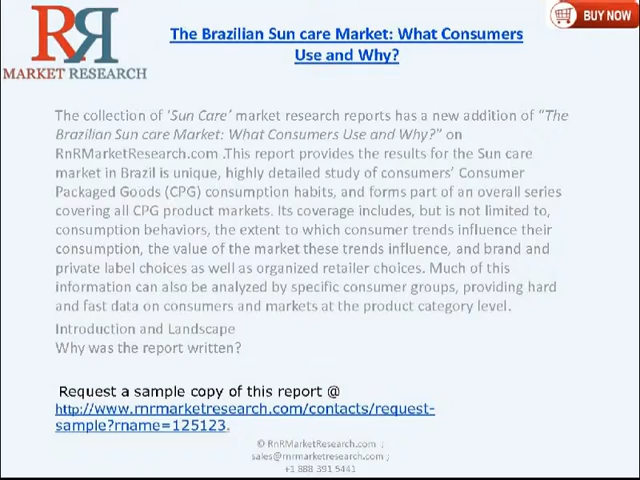 RR
MARKET RESEARCH
The Brazilian Sun care Market: What Consumers
Use and Why?
BUY NOW
The collection of ‘Sun Care’ market research reports has a new addition of “The
Brazilian Sun care Market: What Consumers Use and Why?” on
RnRMarketResearch.com .This report provides the results for the Sun care
market in Brazil is unique, highly detailed study of consumers’ Consumer
Packaged Goods (CPG) consumption habits, and forms part of an overall series
covering all CPG product markets. Its coverage includes, but is not limited to,
consumption behaviors, the extent to which consumer trends influence their
consumption, the value of the market these trends influence, and brand and
private label choices as well as organized retailer choices. Much of this
information can also be analyzed by specific consumer groups, providing hard
and fast data on consumers and markets at the product category level.
Introduction and Landscape
Why was the report written?
Request a sample copy of this report @
http://www.rnrmarketresearch.com/contacts/request-
sample?rname=125123.
© RnRMarketResearch.com ;
sales@rnrmarketresearch.com ;
+1 888 391 5441